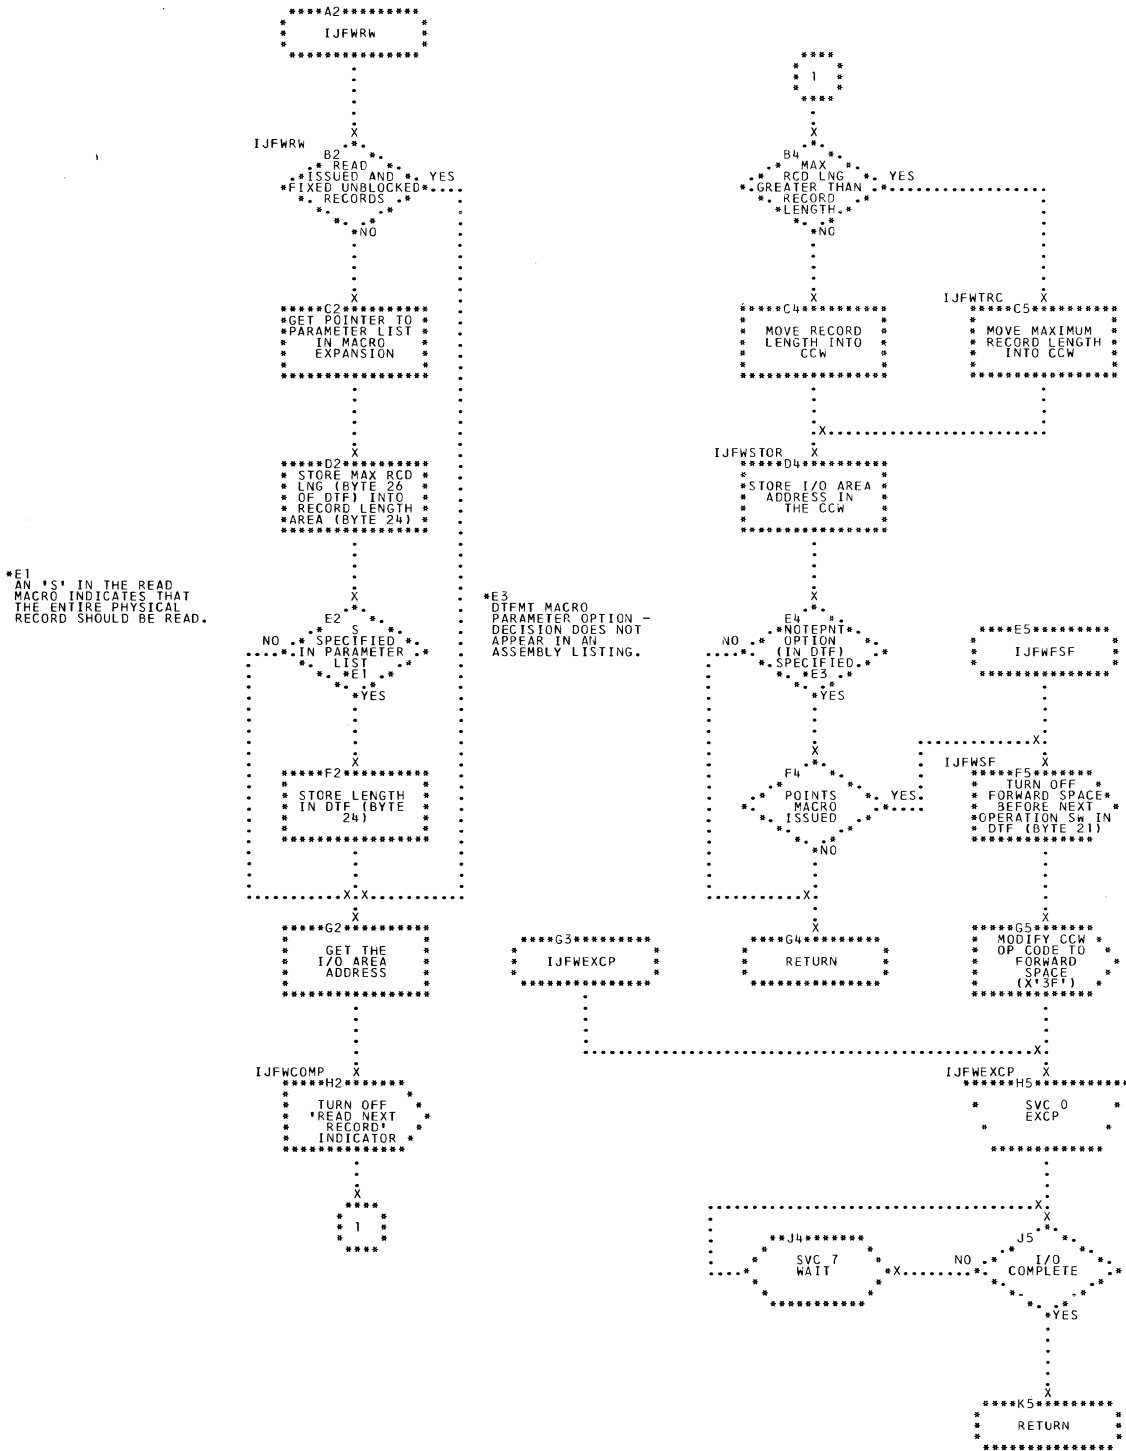 A2
IJFWRW
IJFWRW
B2
READ
ISSUED AND
FIXED UNBLOCKED
RECORDS
YES
*NO
C2
GET POINTER TO
PARAMETER LIST
IN MACRO
EXPANSION
D2
STORE MAX RCD
LNG (BYTE 26
OF DTF) INTO
RECORD LENGTH
AREA (BYTE 24)
*E1
AN 'S' IN THE READ
MACRO INDICATES THAT
THE ENTIRE PHYSICAL
RECORD SHOULD BE READ.
E2
S
SPECIFIED
IN PARAMETER
LIST
*E1
NO
*YES
F2
STORE LENGTH
IN DTF (BYTE
24)
X X
G2
GET THE
I/O AREA
ADDRESS
IJFWCOMP
H2
TURN OFF
'READ NEXT
RECORD'
INDICATOR
1
*E3
DTFMT MACRO
PARAMETER OPTION -
DECISION DOES NOT
APPEAR IN AN
ASSEMBLY LISTING.
G3
IJFWEXCP
1
B4
MAX
RCD LNG
GREATER THAN
RECORD
LENGTH
YES
*NO
C4
MOVE RECORD
LENGTH INTO
CCW
IJFWTRC
C5
MOVE MAXIMUM
RECORD LENGTH
INTO CCW
IJFWSTOR
D4
STORE I/O AREA
ADDRESS IN
THE CCW
E4
NOTEPNT
OPTION
(IN DTF)
SPECIFIED
E3
NO
*YES
F4
POINTS
MACRO
ISSUED
YES
*NO
G4
RETURN
E5
IJFWFSF
IJFWSF
F5
TURN OFF
FORWARD SPACE
BEFORE NEXT
OPERATION SW IN
DTF (BYTE 21)
G5
MODIFY CCW
OP CODE TO
FORWARD
SPACE
(X'3F')
IJFWEXCP
H5
SVC 0
EXCP
J4
SVC 7
WAIT
J5
I/O
COMPLETE
NO
*YES
K5
RETURN